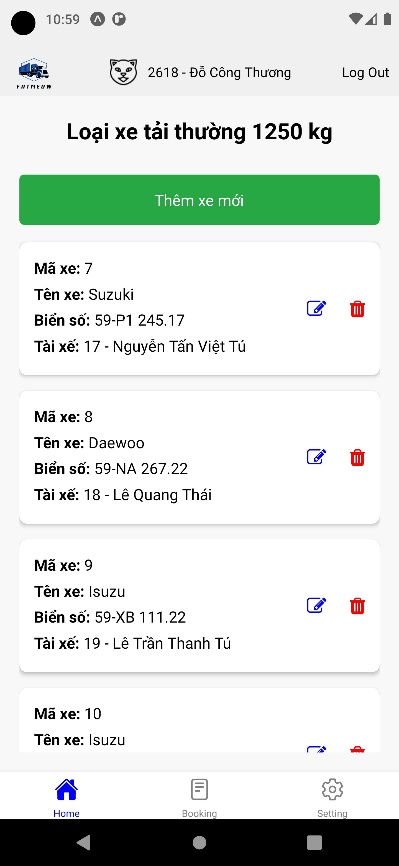 10:59
FUTMEOW
2618 - Đỗ Công Thương
Log Out
Loại xe tải thường 1250 kg
Thêm xe mới
Mã xe: 7
Tên xe: Suzuki
Biển số: 59-P1 245.17
Tài xế: 17 - Nguyễn Tấn Việt Tú
Mã xe: 8
Tên xe: Daewoo
Biển số: 59-NA 267.22
Tài xế: 18 - Lê Quang Thái
Mã xe: 9
Tên xe: Isuzu
Biển số: 59-XB 111.22
Tài xế: 19 - Lê Trần Thanh Tú
Mã xe: 10
Tên xe: Isuzu
Home
Booking
Setting